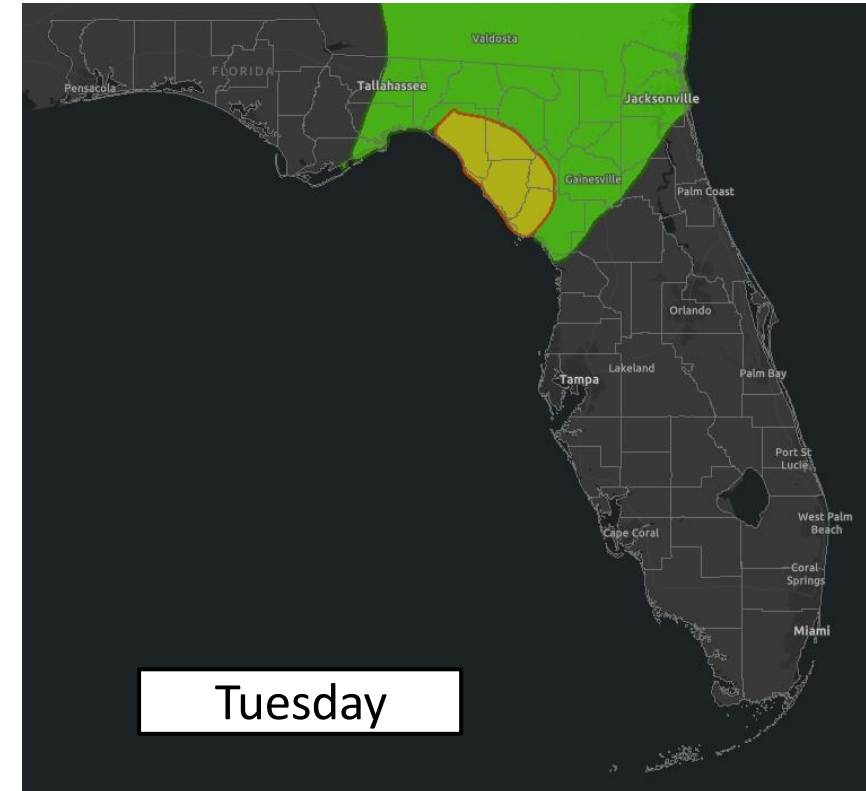 Valdosta
FLORIDA
Tallahassee
Pensacola
Jacksonville
Gainesville
Palm Coast
Orlando
Lakeland
Palm Bay
Tampa
Port St
Lucie
West Palm
Beach
Cape Coral
Coral
Springs
Miami
Tuesday